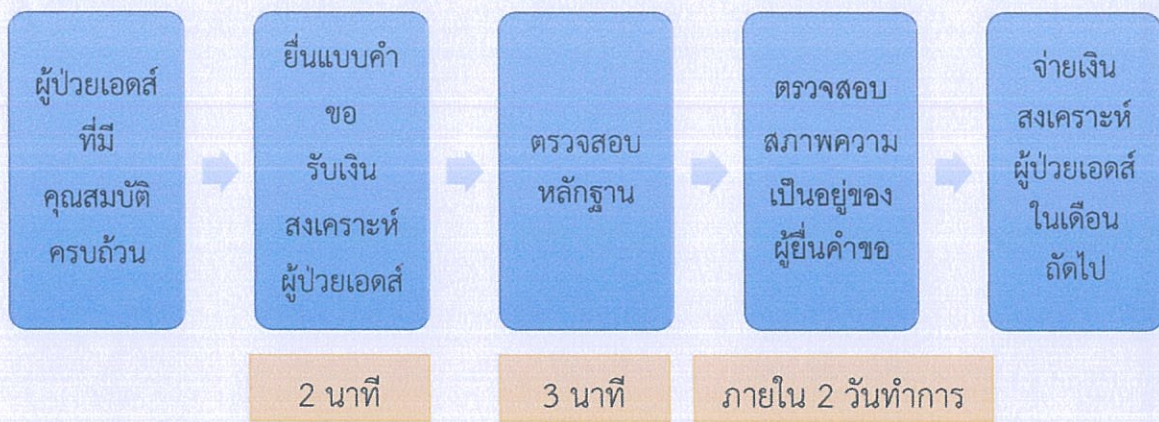 ผู้ป่วยเอดส์
ที่มี
คุณสมบัติ
ครบถ้วน
ยื่นแบบคำ
ขอ
รับเงิน
สงเคราะห์
ผู้ป่วยเอดส์
ตรวจสอบ
หลักฐาน
ตรวจสอบ
สภาพความ
เป็นอยู่ของ
ผู้ยื่นคำขอ
จ่ายเงิน
สงเคราะห์
ผู้ป่วยเอดส์
ในเดือน
ถัดไป
2 นาที
3 นาที
ภายใน 2 วันทำการ